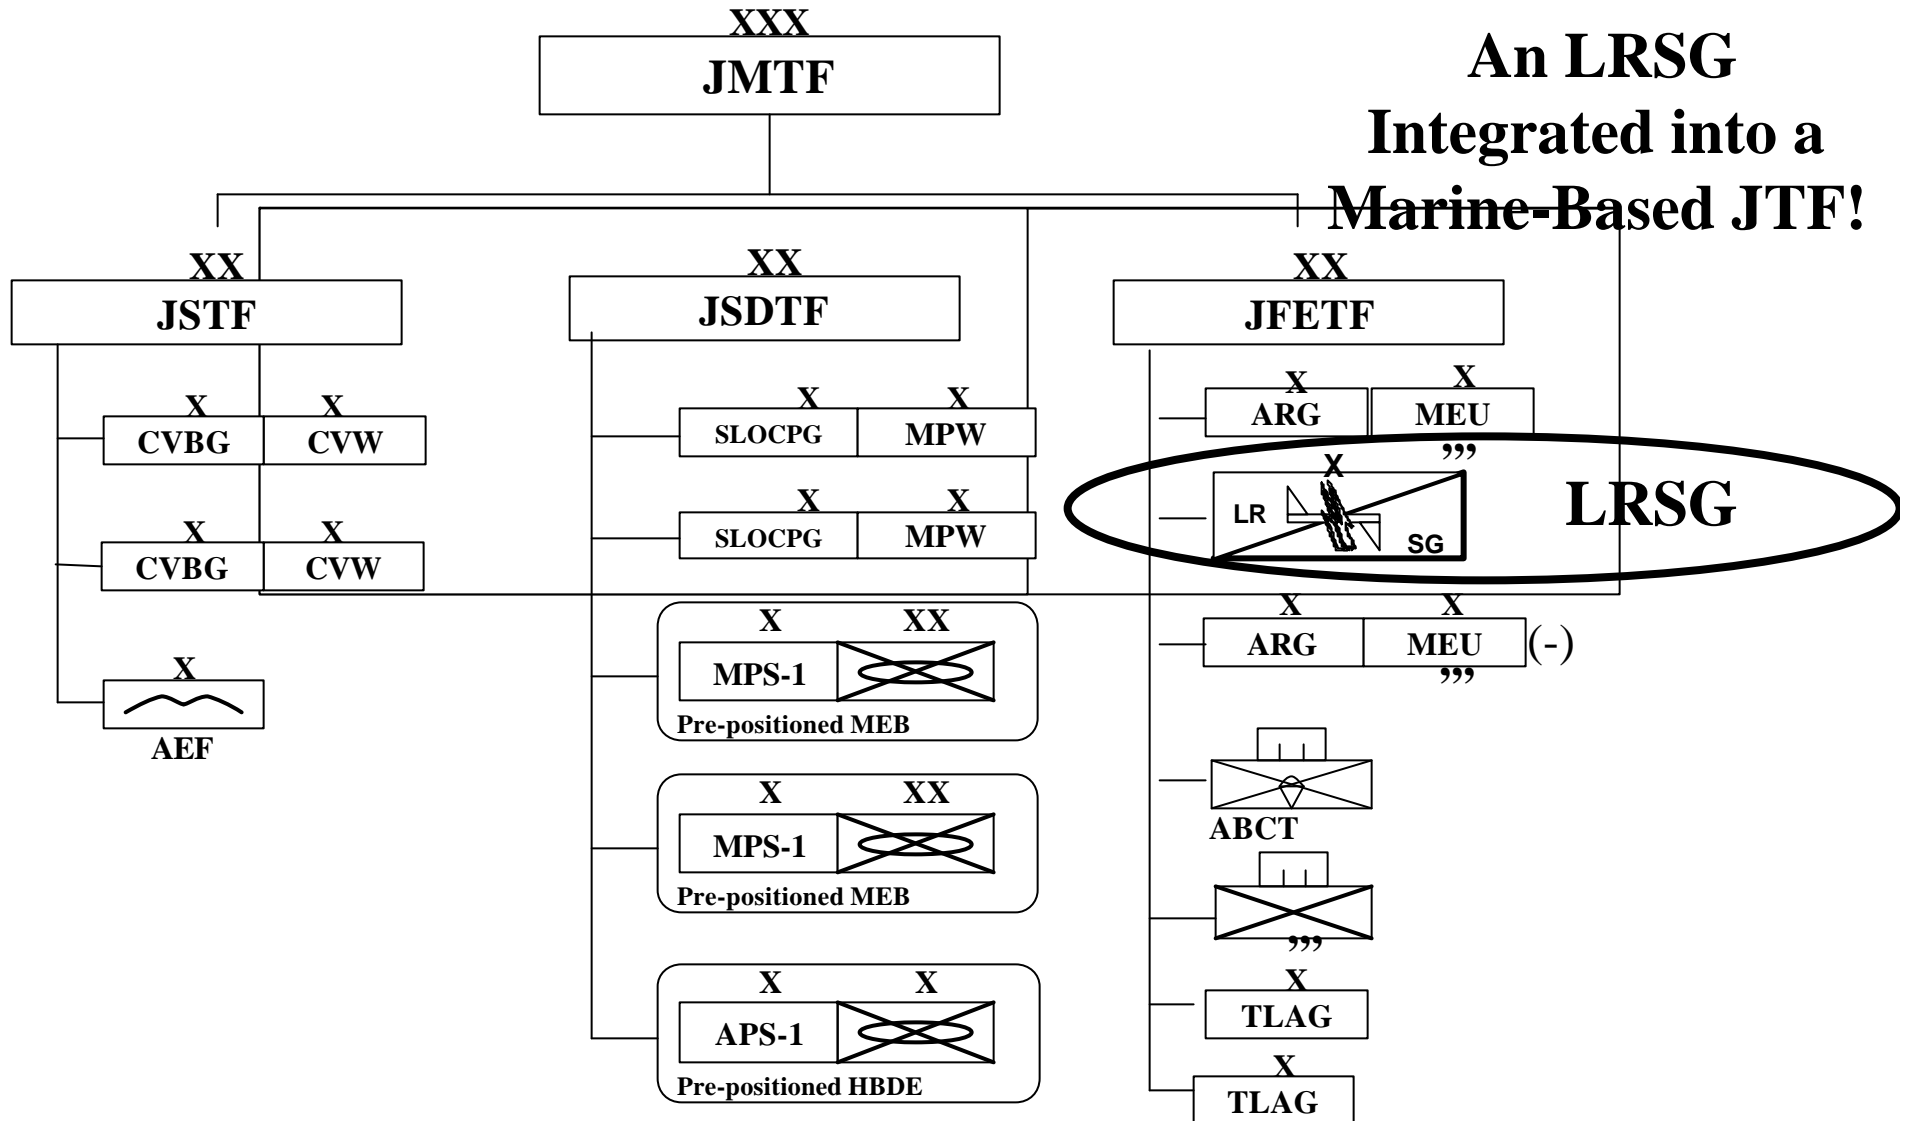 XXX
JMTF
An LRSG
Integrated into a
Marine-Based JTF!
XX
JSTF
X X
CVBG CVW
X X
CVBG CVW
X
AEF
XX
JSDTF
X X
SLOCPG MPW
X X
SLOCPG MPW
X XX
MPS-1
Pre-positioned MEB
X XX
MPS-1
Pre-positioned MEB
X X
APS-1
Pre-positioned HBDE
XX
JFETF
X X
ARG MEU
,,,
X
LR
SG
LRSG
X X
ARG MEU (-)
,,,
ABCT
,,,
X
TLAG
X
TLAG